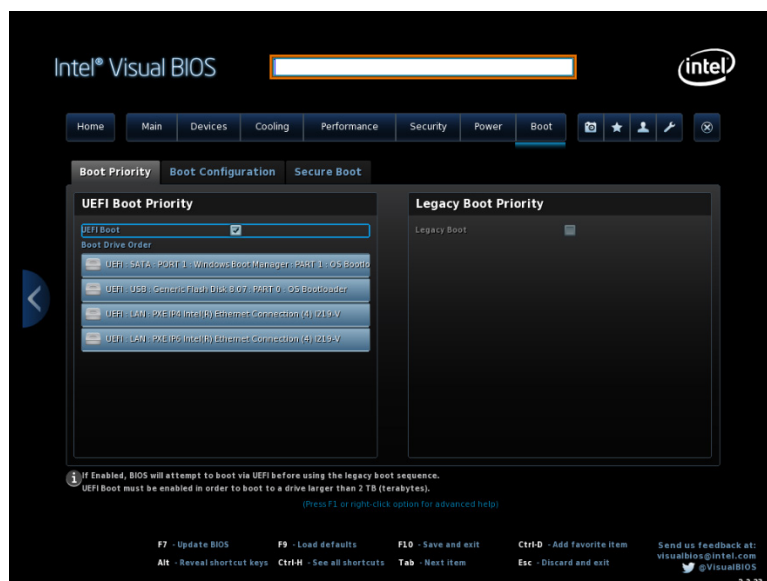 Intel® Visual BIOS
intel
Home Main Devices Cooling Performance Security Power Boot
Boot Priority Boot Configuration Secure Boot
UEFI Boot Priority
UEFI Boot
Boot Drive Order
UEFI : SATA : PORT 1 : Windows Boot Manager : PART 1 : OS Bootlo
UEFI : USB : Generic Flash Disk 8.07 : PART 0 : OS Bootloader
UEFI : LAN : PXE IP4 Intel(R) Ethernet Connection (4) I219-V
UEFI : LAN : PXE IP6 Intel(R) Ethernet Connection (4) I219-V
Legacy Boot Priority
Legacy Boot
If Enabled, BIOS will attempt to boot via UEFI before using the legacy boot sequence.
UEFI Boot must be enabled in order to boot to a drive larger than 2 TB (terabytes).
(Press F1 or right-click option for advanced help)
F7 - Update BIOS F9 - Load defaults F10 - Save and exit Ctrl-D - Add favorite item
Alt - Reveal shortcut keys Ctrl-H - See all shortcuts Tab - Next item Esc - Discard and exit
Send us feedback at:
visualbios@intel.com
@VisualBIOS